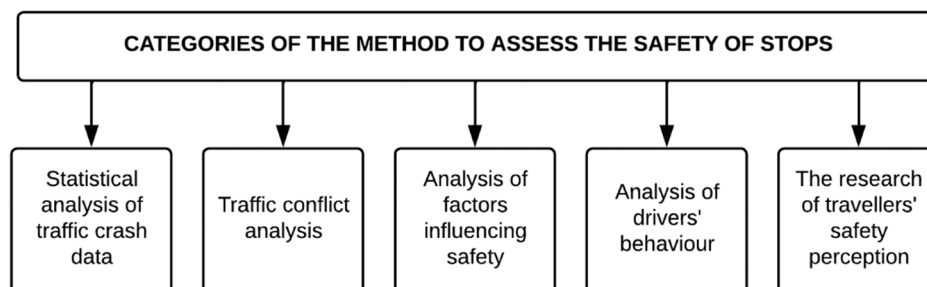 CATEGORIES OF THE METHOD TO ASSESS THE SAFETY OF STOPS
Statistical
analysis of
traffic crash
data
Traffic conflict
analysis
Analysis of
factors
influencing
safety
Analysis of
drivers'
behaviour
The research
of travellers'
safety
perception